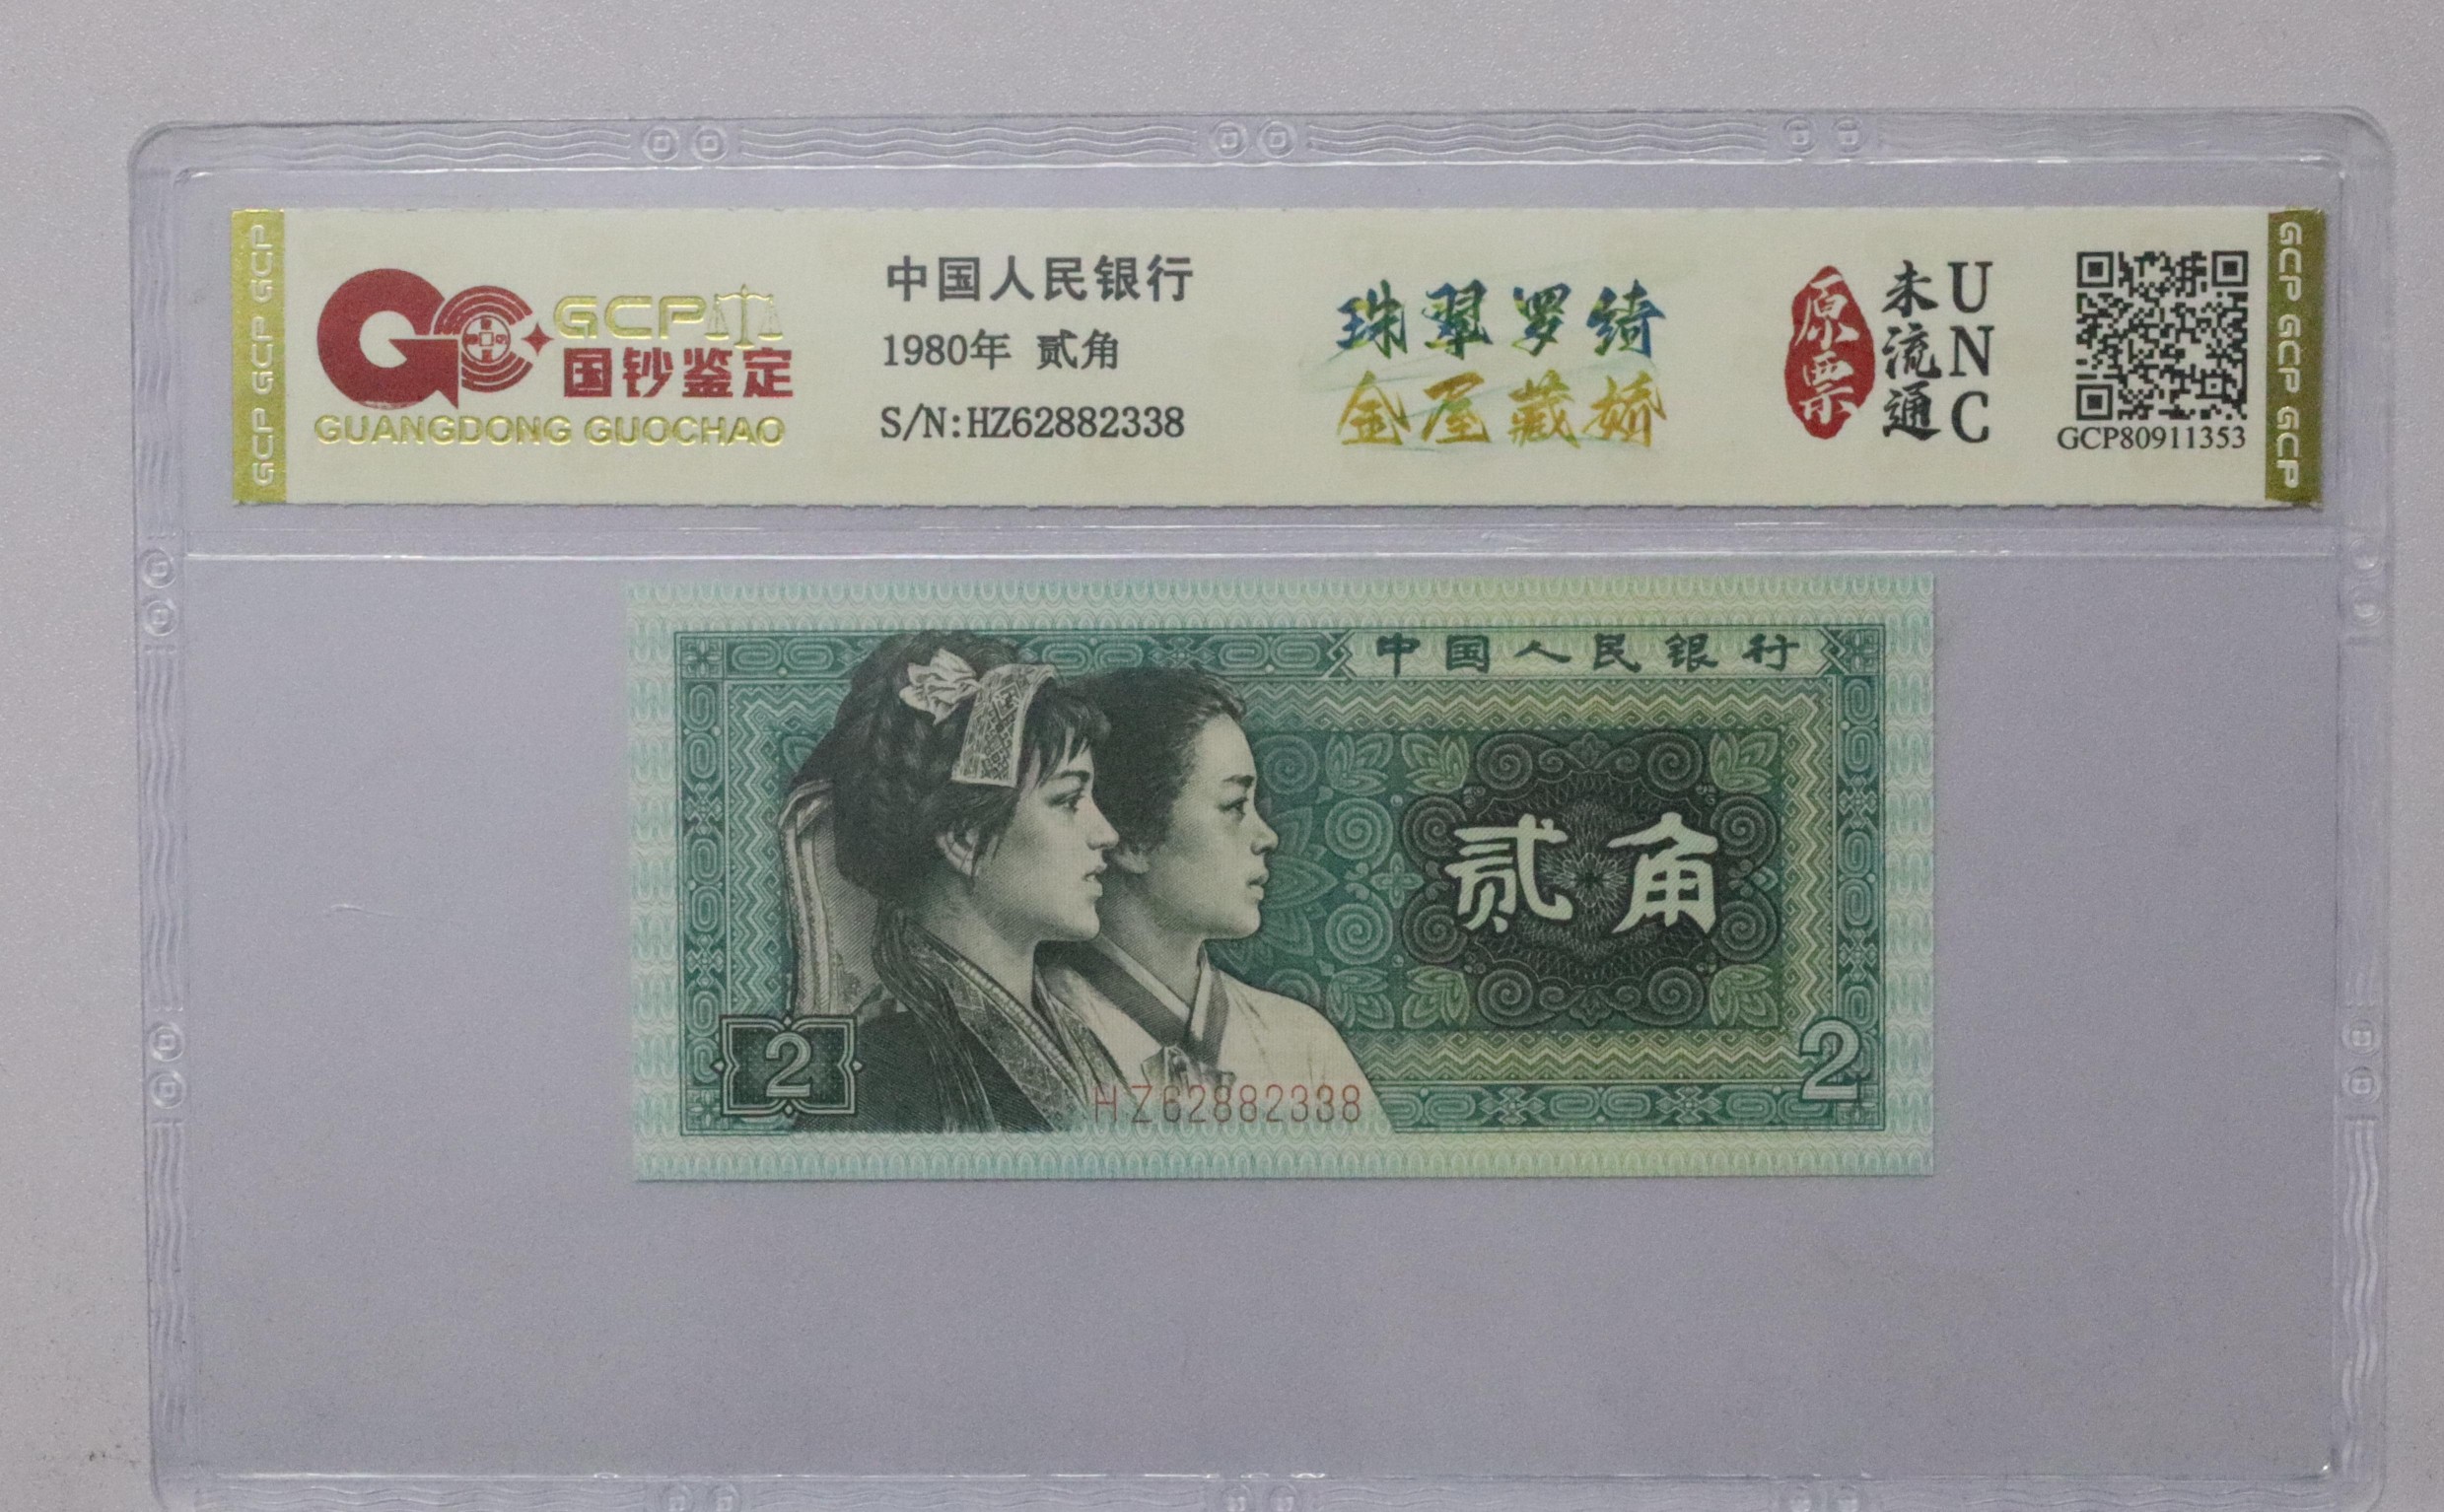 GCP GCP GCP
GCP
国钞鉴定
GUANGDONG GUOCHAO
中国人民银行
1980年 贰角
S/N:HZ62882338
珠翠罗绮
金屋藏娇
原票
未流通
UNC
GCP80911353
GCP GCP GCP
中国人民银行
贰角
2
2
HZ62882338